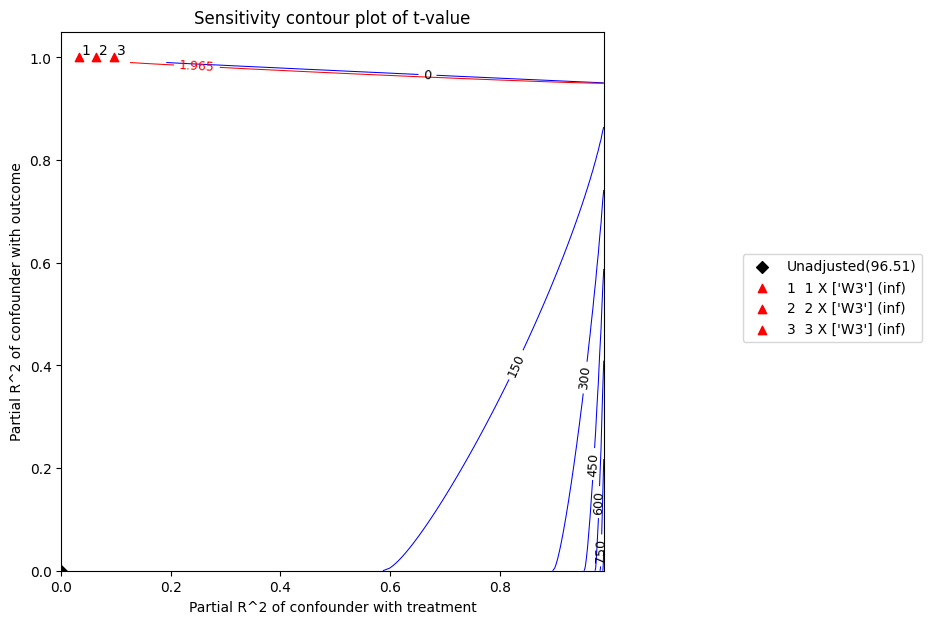 Sensitivity contour plot of t-value
1 2 3
1.965
0
150
300
450
600
750
Partial R^2 of confounder with outcome
1.0
0.8
0.6
0.4
0.2
0.0
0.0 0.2 0.4 0.6 0.8
Partial R^2 of confounder with treatment
Unadjusted(96.51)
1 1 X ['W3'] (inf)
2 2 X ['W3'] (inf)
3 3 X ['W3'] (inf)